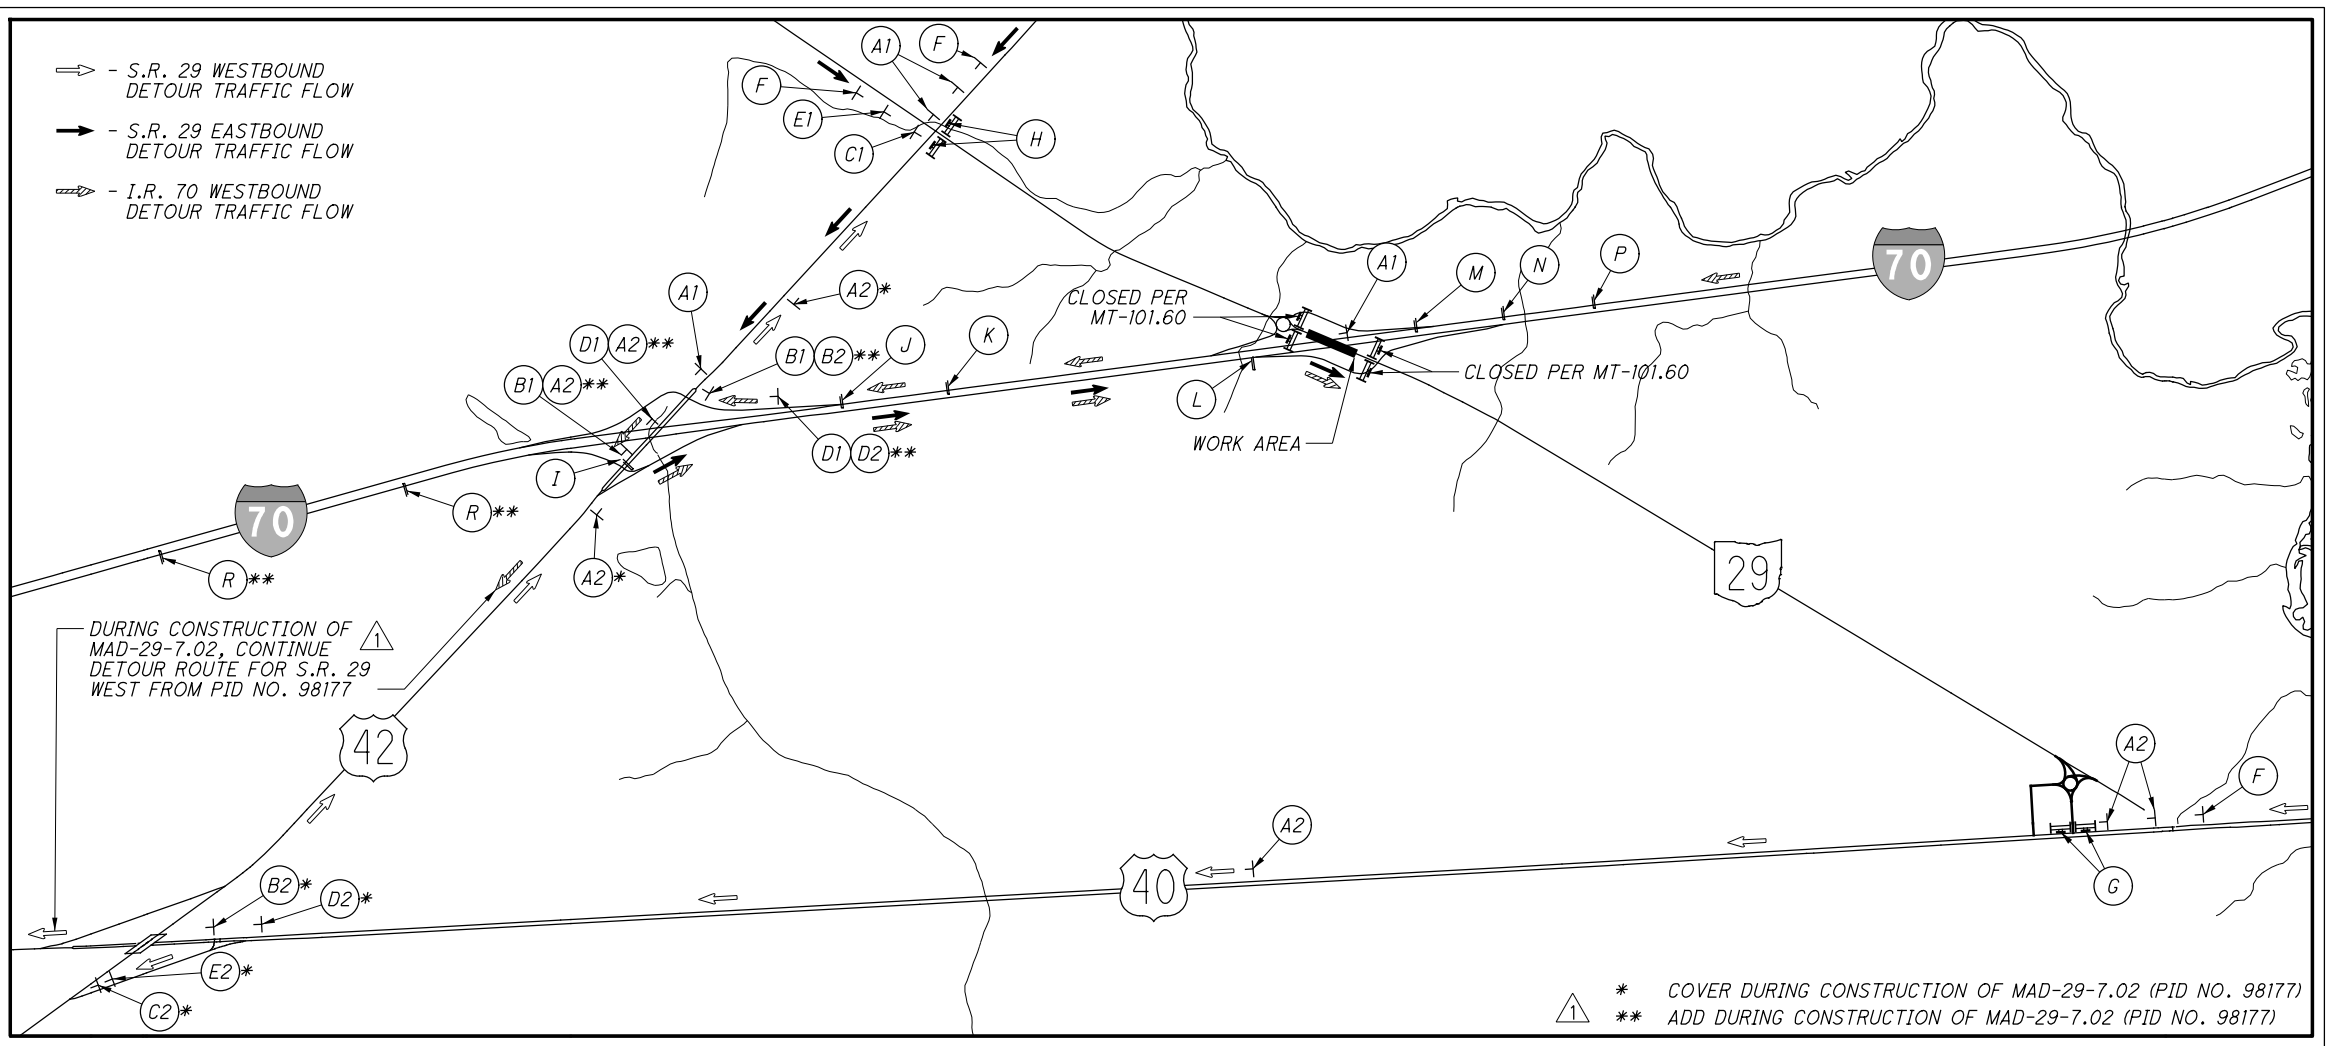 - S.R. 29 WESTBOUND
DETOUR TRAFFIC FLOW
- S.R. 29 EASTBOUND
DETOUR TRAFFIC FLOW
- I.R. 70 WESTBOUND
DETOUR TRAFFIC FLOW
A1
F
F
E1
C1
H
A1
A2*
D1 A2**
B1 A2**
B1 B2**
J
K
CLOSED PER
MT-101.60
A1
M
N
P
70
L
WORK AREA
CLOSED PER MT-101.60
D1 D2**
I
R**
70
R**
A2*
29
DURING CONSTRUCTION OF 1
MAD-29-7.02, CONTINUE
DETOUR ROUTE FOR S.R. 29
WEST FROM PID NO. 98177
42
A2
F
A2
G
40
B2*
D2*
E2*
C2*
1
* COVER DURING CONSTRUCTION OF MAD-29-7.02 (PID NO. 98177)
** ADD DURING CONSTRUCTION OF MAD-29-7.02 (PID NO. 98177)